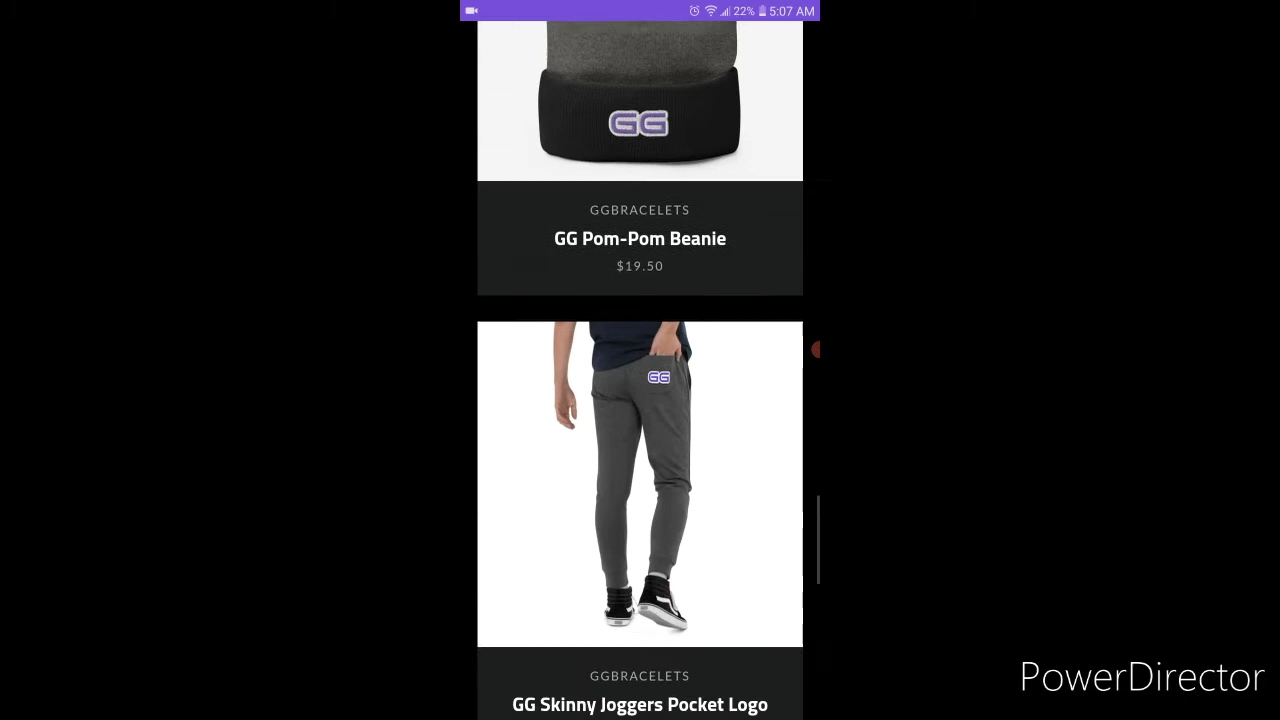 22% 5:07 AM
GG
GGBRACELETS
GG Pom-Pom Beanie
$19.50
GG
GGBRACELETS
GG Skinny Joggers Pocket Logo
PowerDirector